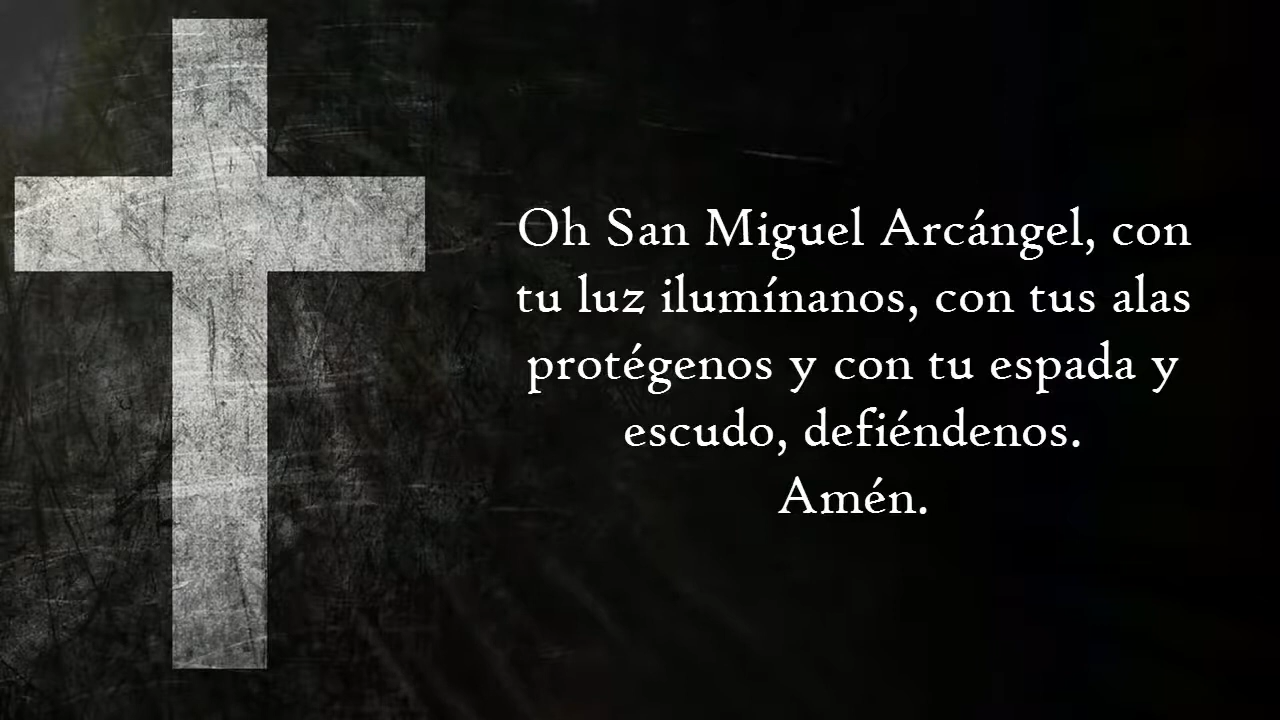 Oh San Miguel Arcángel, con
tu luz ilumínanos, con tus alas
protégenos y con tu espada y
escudo, defiéndenos.
Amén.